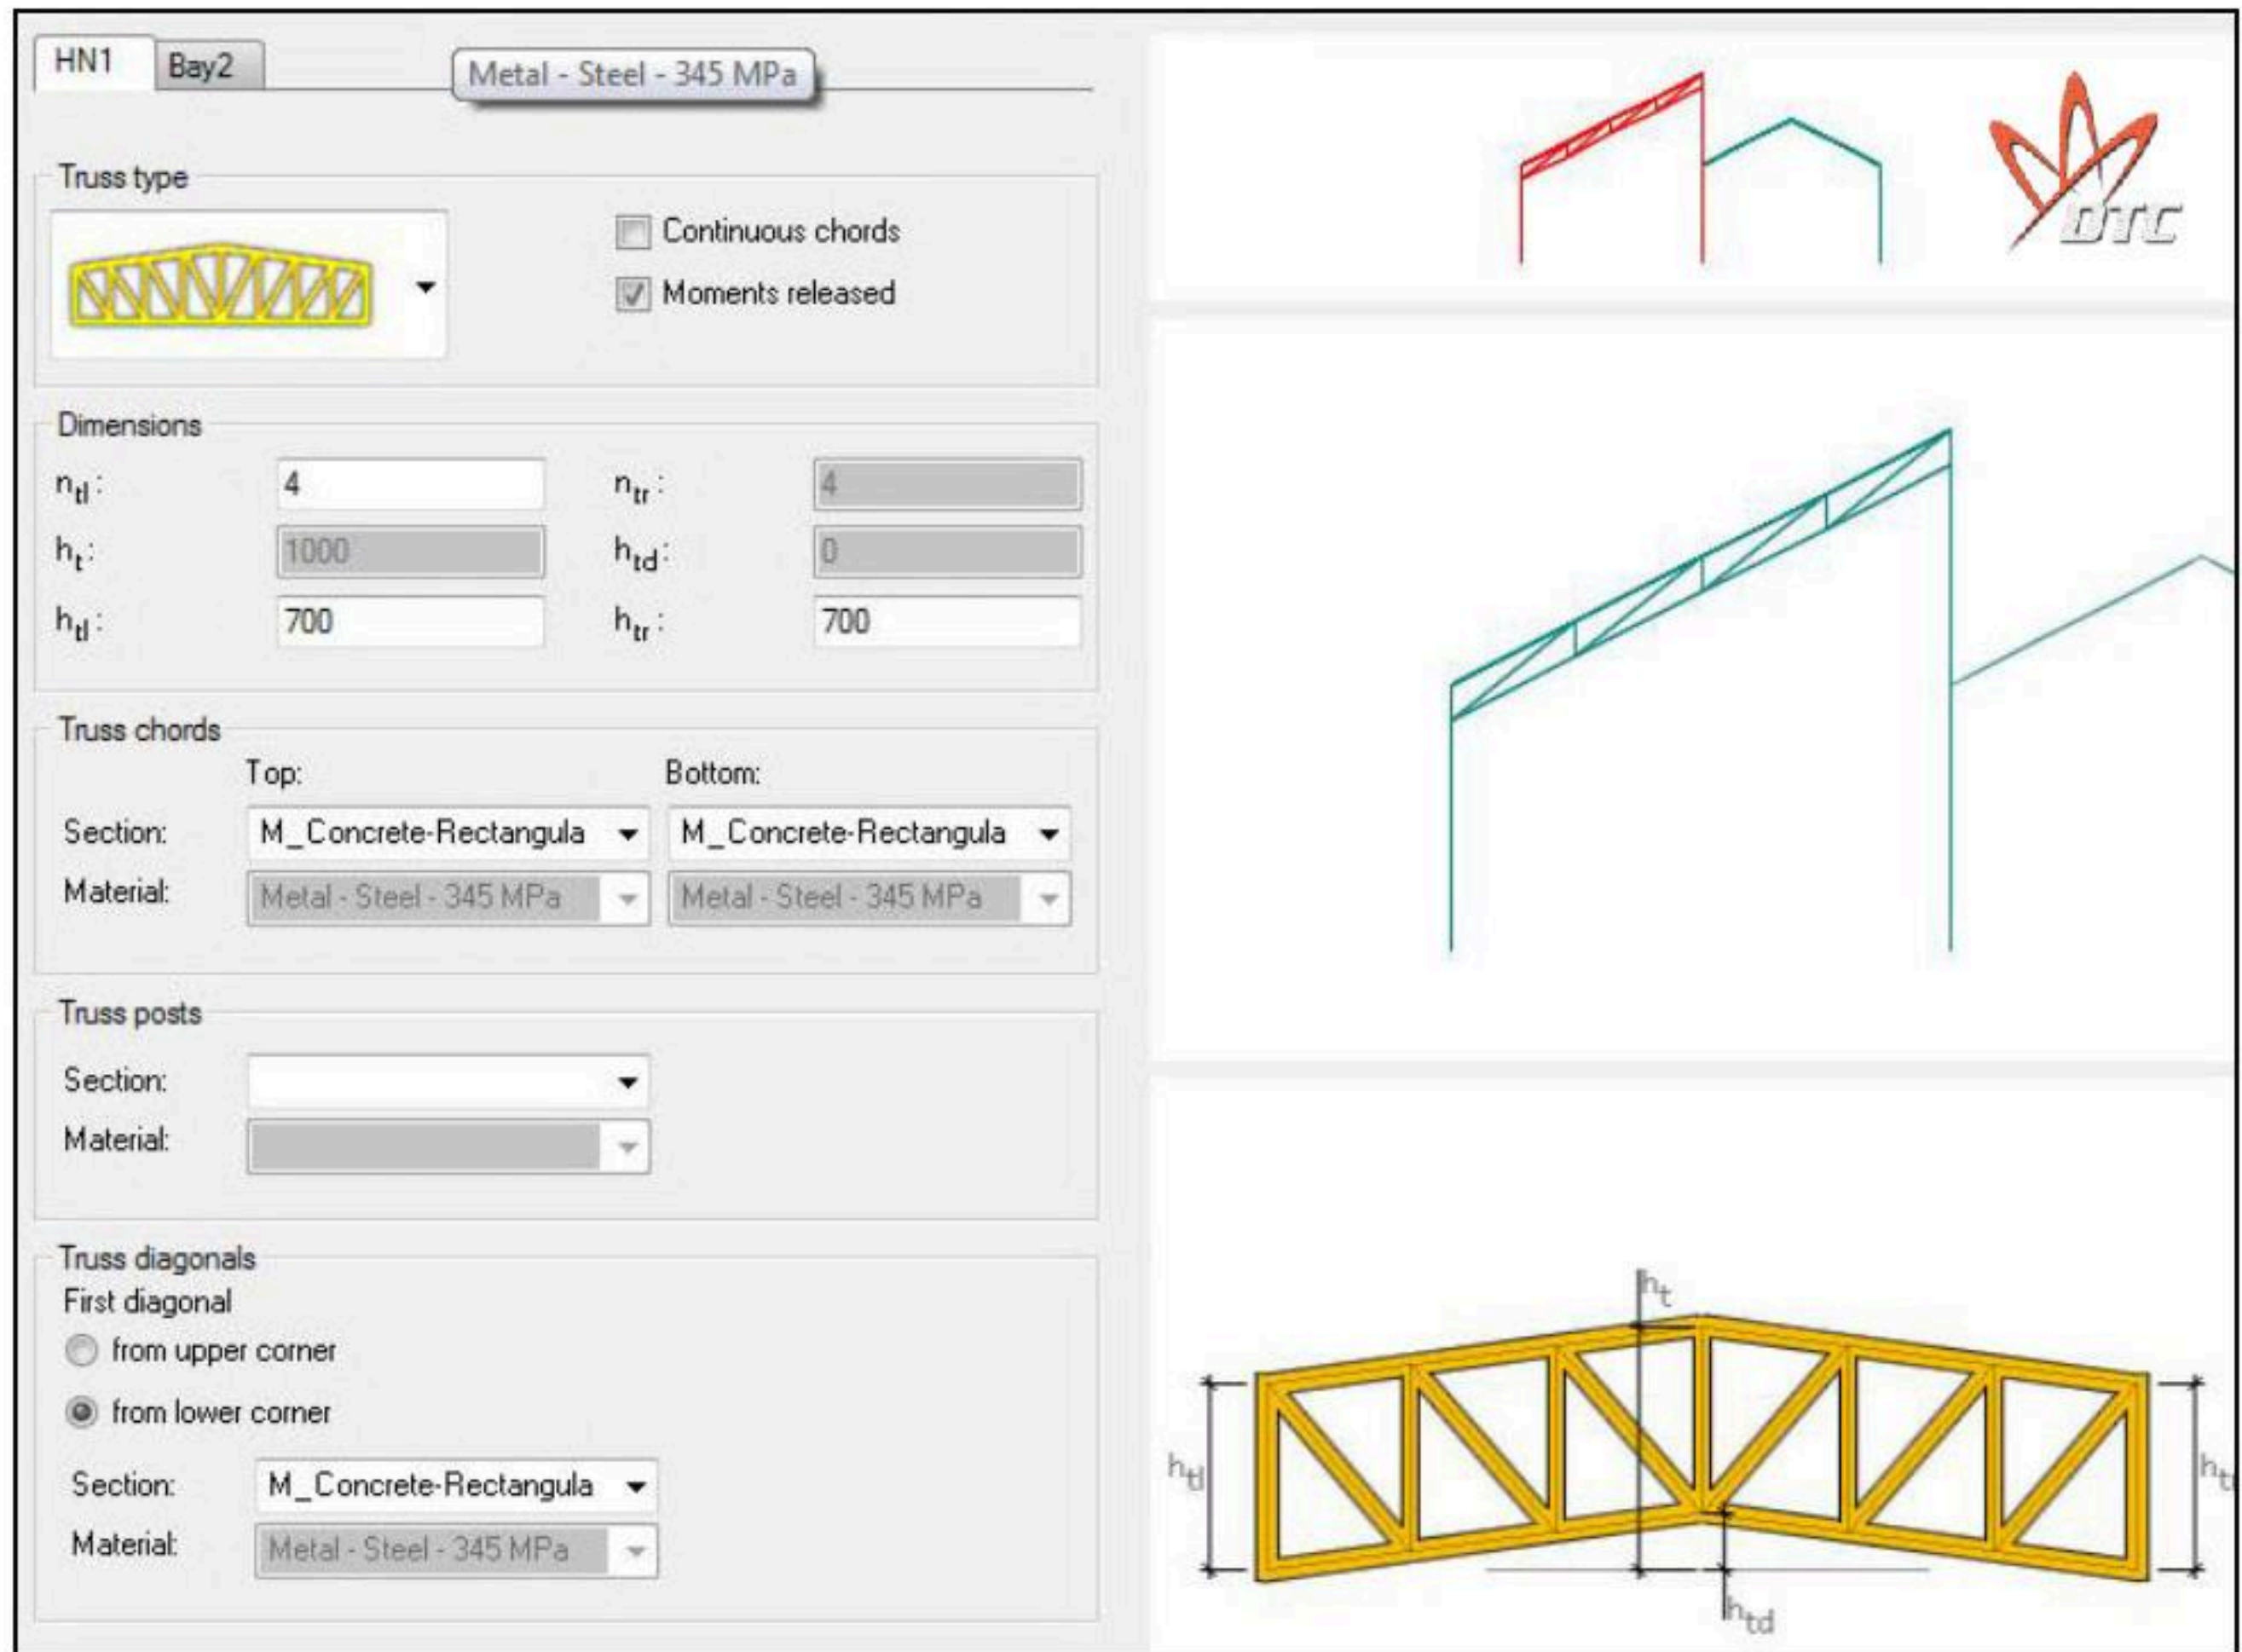 HN1
Bay2
Metal - Steel - 345 MPa
Truss type
Continuous chords
Moments released
DTC
Dimensions
ntl : 4 ntr : 4
ht : 1000 htd : 0
htl : 700 htr : 700
Truss chords
Top: Bottom:
Section: M_Concrete-Rectangula M_Concrete-Rectangula
Material: Metal - Steel - 345 MPa Metal - Steel - 345 MPa
Truss posts
Section:
Material:
Truss diagonals
First diagonal
from upper corner
from lower corner
Section: M_Concrete-Rectangula
Material: Metal - Steel - 345 MPa
ht
htl
htd